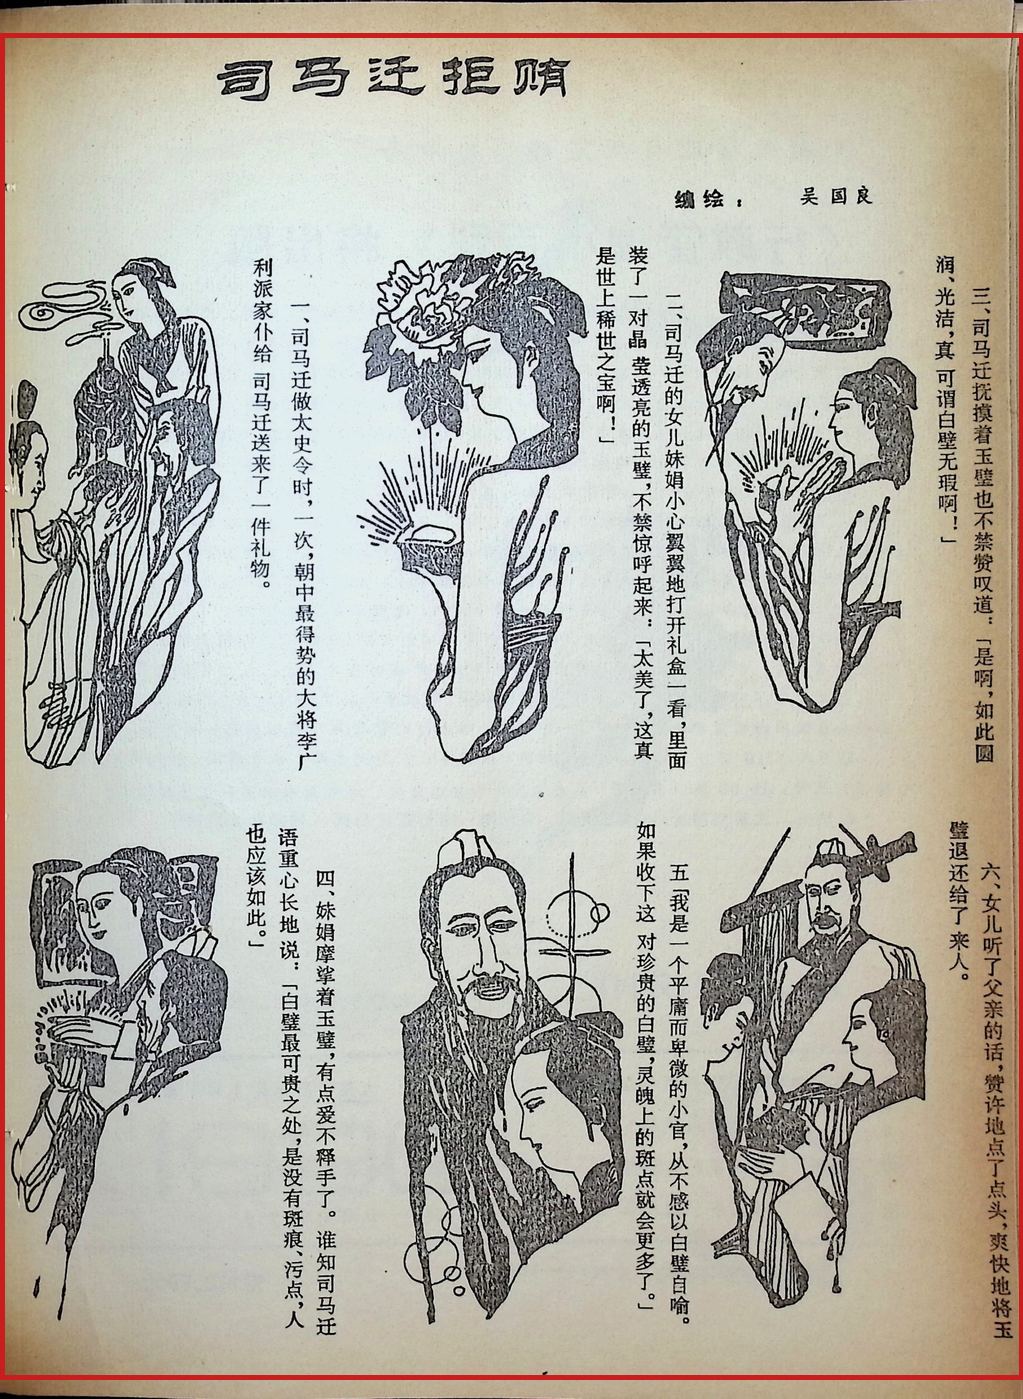 司马迁拒贿
编绘： 吴国良
一、司马迁做太史令时，一次，朝中最得势的大将李广
利派家仆给司马迁送来了一件礼物。
二、司马迁的女儿妹娟小心翼翼地打开礼盒一看，里面
装了一对晶莹透亮的玉璧，不禁惊呼起来：「太美了，这真
是世上稀世之宝啊！」
三、司马迁抚摸着玉璧也不禁赞叹道：「是啊，如此圆
润、光洁，真可谓白璧无瑕啊！」
四、妹娟摩挲着玉璧，有点爱不释手了。谁知司马迁
语重心长地说：「白璧最可贵之处，是没有斑痕、污点，人
也应该如此。」
五「我是一个平庸而卑微的小官，从不感以白璧自喻。
如果收下这对珍贵的白璧，灵魄上的斑点就会更多了。」
六、女儿听了父亲的话，赞许地点了点头，爽快地将玉
璧退还给了来人。